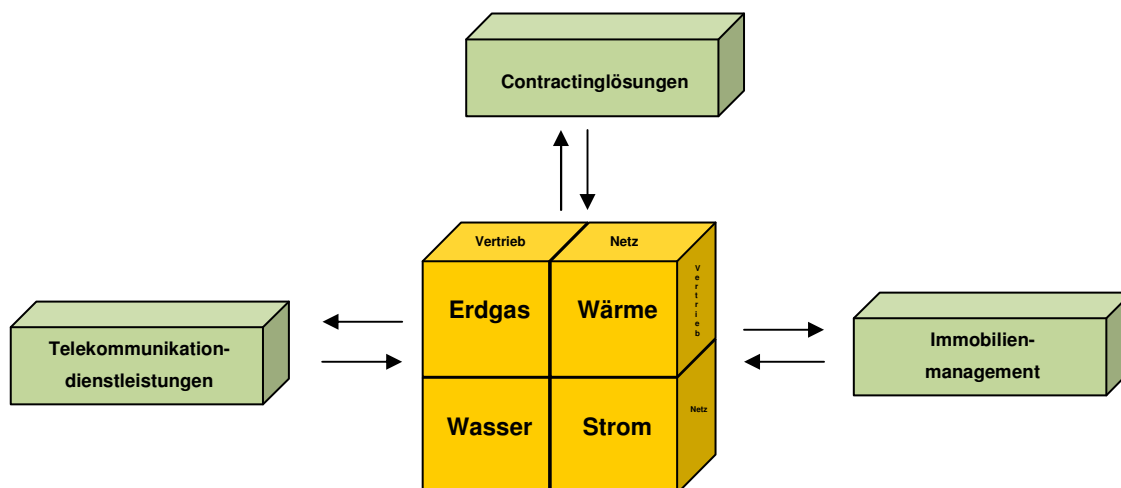 Contractinglösungen
Vertrieb
Netz
Erdgas
Wärme
Vertrieb
Telekommunikation-
dienstleistungen
Immobilien-
management
Wasser
Strom
Netz